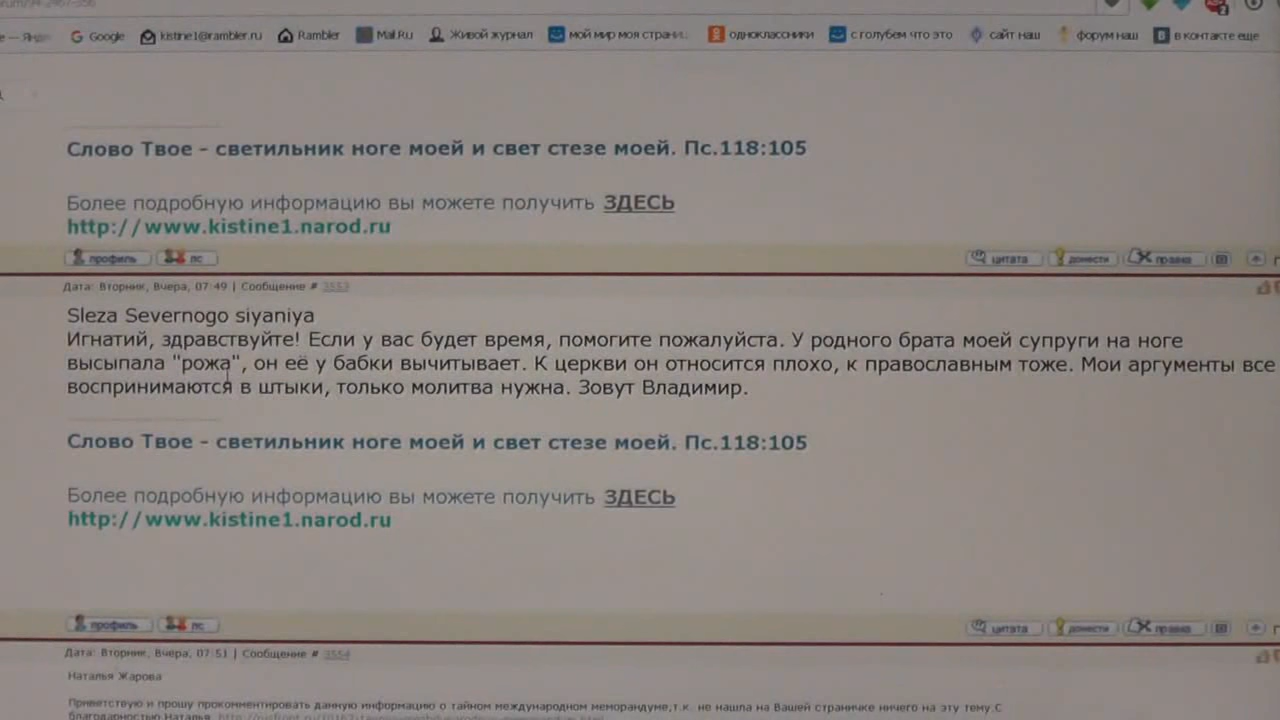 Google kistine1@rambler.ru Rambler Mail.Ru Живой журнал мой мир моя страни... одноклассники с голубем что это сайт наш форум наш в контакте еще
Слово Твое - светильник ноге моей и свет стезе моей. Пс.118:105
Более подробную информацию вы можете получить ЗДЕСЬ
http://www.kistine1.narod.ru
профиль лс цитата донести правка
Дата: Вторник, Вчера, 07:49 | Сообщение # 3553
Sleza Severnogo siyaniya
Игнатий, здравствуйте! Если у вас будет время, помогите пожалуйста. У родного брата моей супруги на ноге
высыпала "рожа", он её у бабки вычитывает. К церкви он относится плохо, к православным тоже. Мои аргументы все
воспринимаются в штыки, только молитва нужна. Зовут Владимир.
Слово Твое - светильник ноге моей и свет стезе моей. Пс.118:105
Более подробную информацию вы можете получить ЗДЕСЬ
http://www.kistine1.narod.ru
профиль лс цитата донести правка
Дата: Вторник, Вчера, 07:51 | Сообщение # 3554
Наталья Жарова
Приветствую и прошу прокомментировать данную информацию о тайном международном меморандуме,т.к. не нашла на Вашей страничке ничего на эту тему.С
благодарностью Наталья.